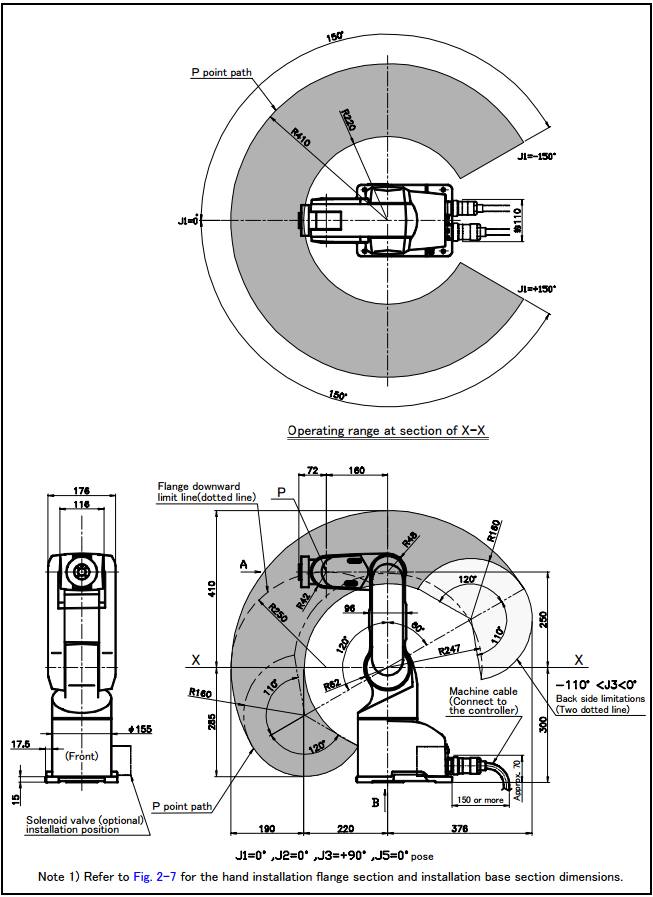 150°
P point path
R220
R410
J1=-150°
J1=0°
J1=+150°
150°
Operating range at section of X-X
72
160
176
116
Flange downward
limit line(dotted line)
P
R160
R46
A
120°
410
R42
96
R250
250
60°
120°
110°
X
R247
X
R62
-110° <J3<0°
Back side limitations
(Two dotted line)
Machine cable
(Connect to
the controller)
R160
110°
285
300
φ155
17.5
(Front)
120°
Approx. 70
15
P point path
B
150 or more
Solenoid valve (optional)
installation position
190
220
376
J1=0° ,J2=0° ,J3=+90° ,J5=0° pose
Note 1) Refer to Fig. 2-7 for the hand installation flange section and installation base section dimensions.